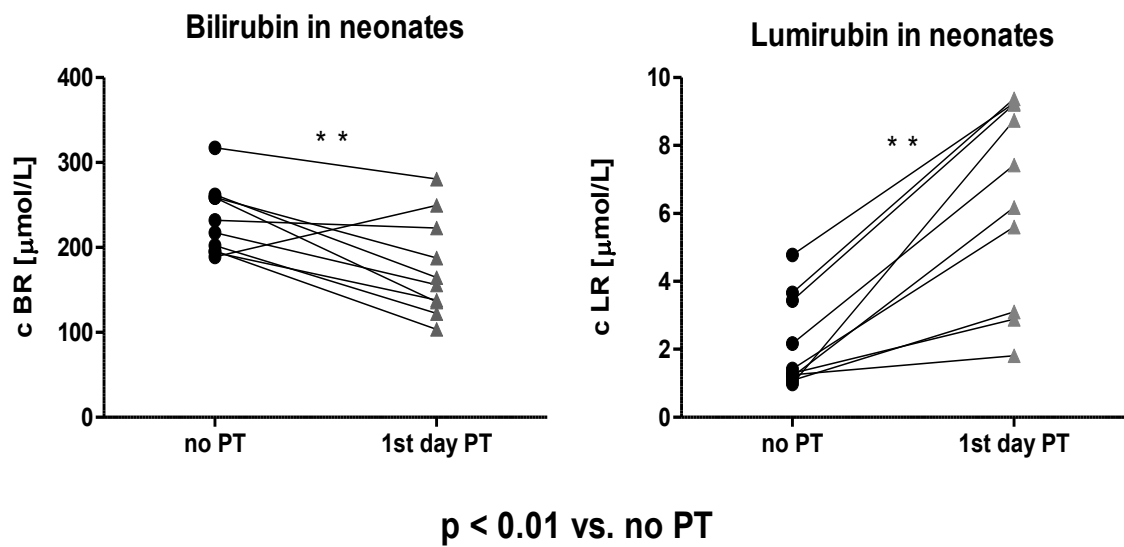 Bilirubin in neonates
400
300
200
100
0
c BR [μmol/L]
* *
no PT
1st day PT
Lumirubin in neonates
10
8
6
4
2
0
c LR [μmol/L]
* *
no PT
1st day PT
p < 0.01 vs. no PT